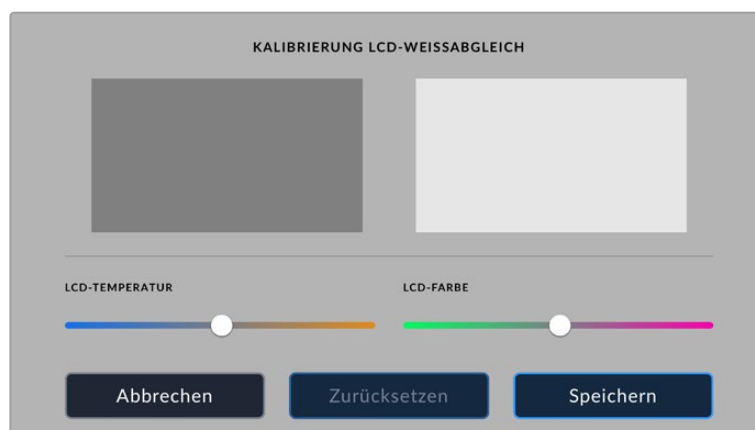 KALIBRIERUNG LCD-WEISSABGLEICH
LCD-TEMPERATUR
LCD-FARBE
Abbrechen
Zurücksetzen
Speichern